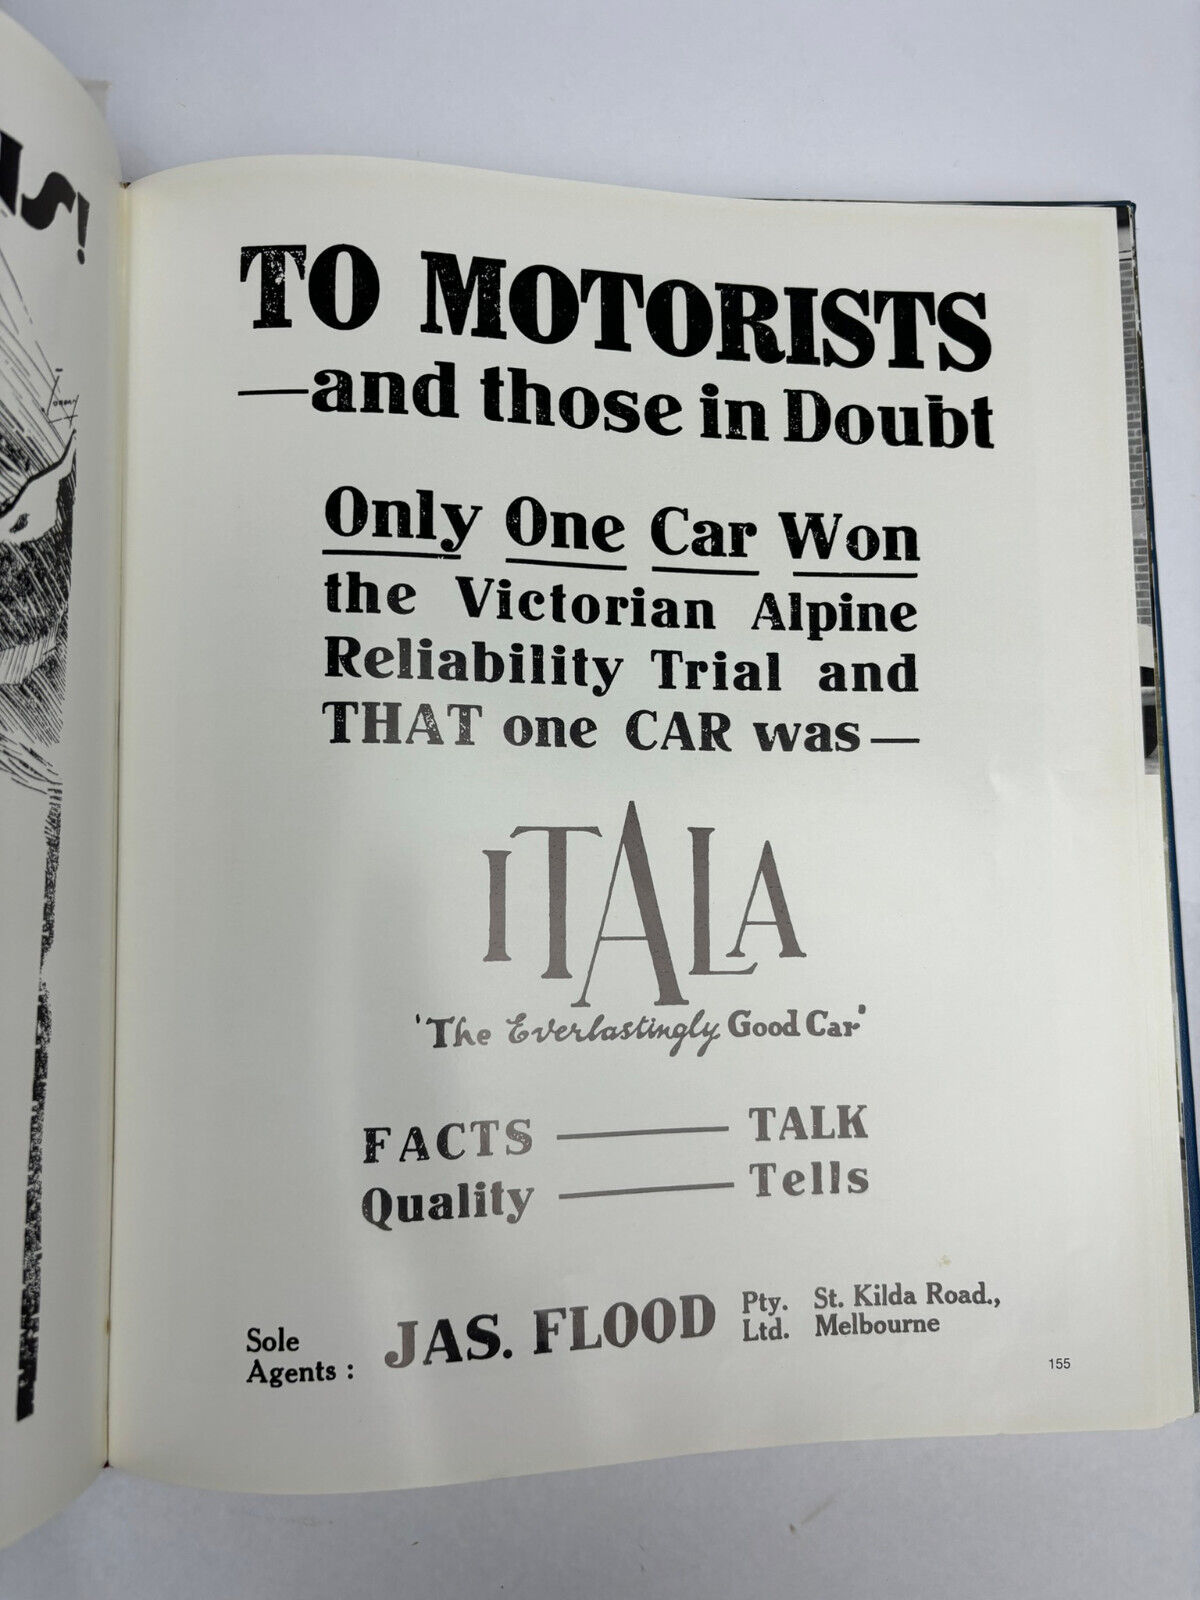 TO MOTORISTS
—and those in Doubt
Only One Car Won
the Victorian Alpine
Reliability Trial and
THAT one CAR was—
ITALA
'The Everlastingly Good Car'
FACTS — TALK
Quality — Tells
Sole Agents : JAS. FLOOD Pty. Ltd. St. Kilda Road., Melbourne
155